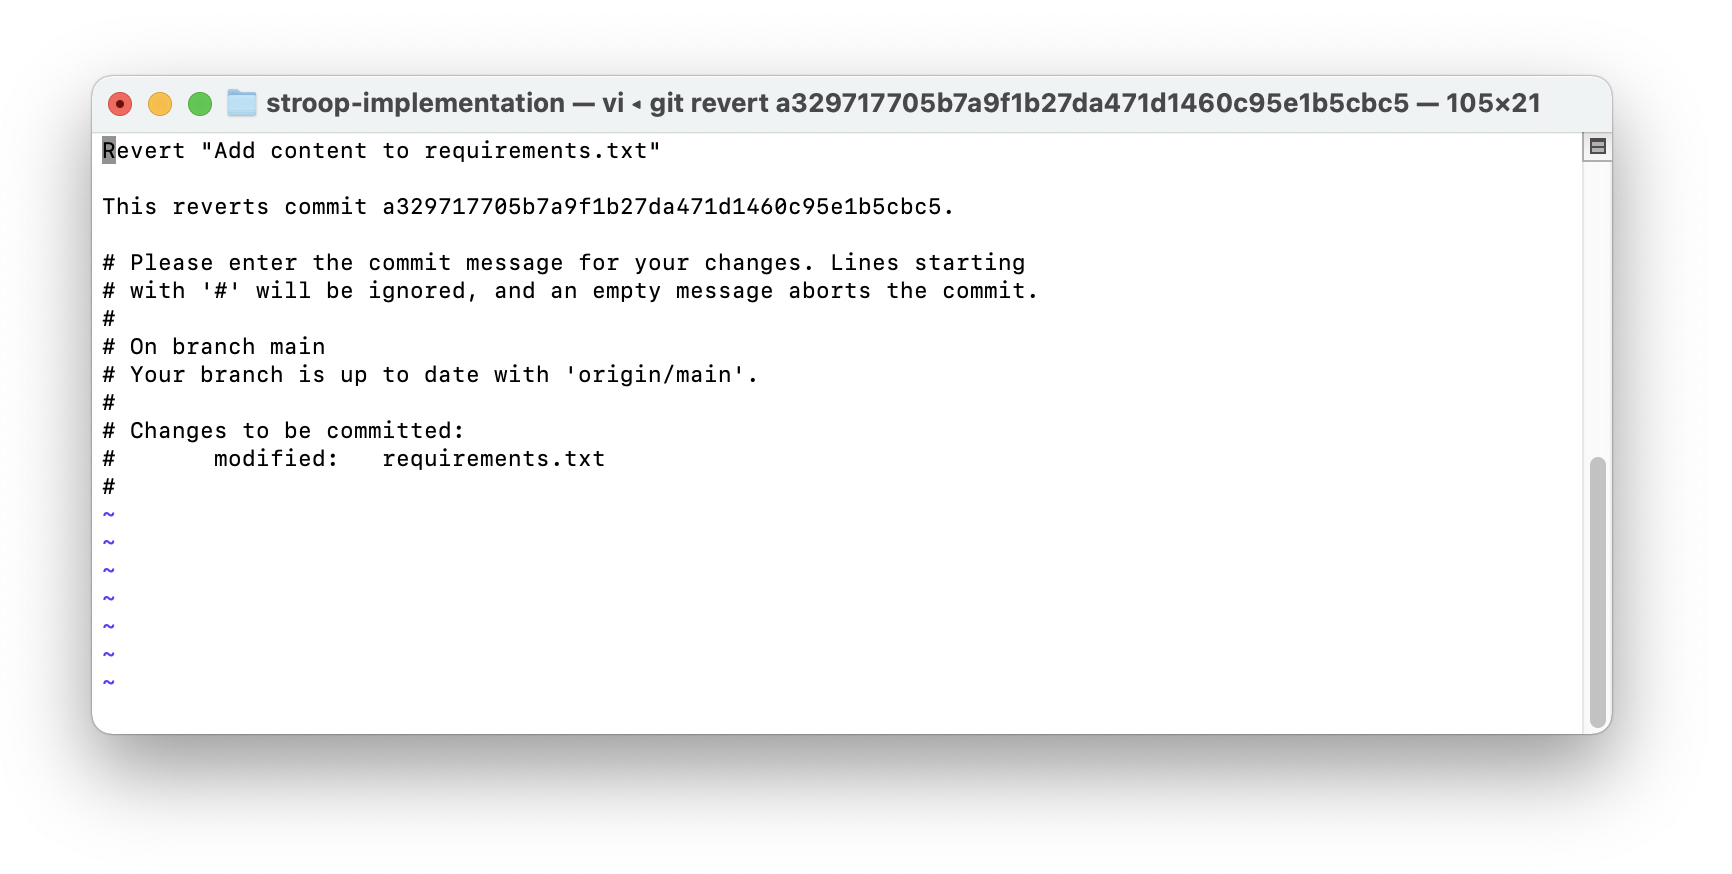 stroop-implementation — vi ◂ git revert a329717705b7a9f1b27da471d1460c95e1b5cbc5 — 105×21
Revert "Add content to requirements.txt"
This reverts commit a329717705b7a9f1b27da471d1460c95e1b5cbc5.
# Please enter the commit message for your changes. Lines starting
# with '#' will be ignored, and an empty message aborts the commit.
#
# On branch main
# Your branch is up to date with 'origin/main'.
#
# Changes to be committed:
#       modified:   requirements.txt
#
~
~
~
~
~
~
~